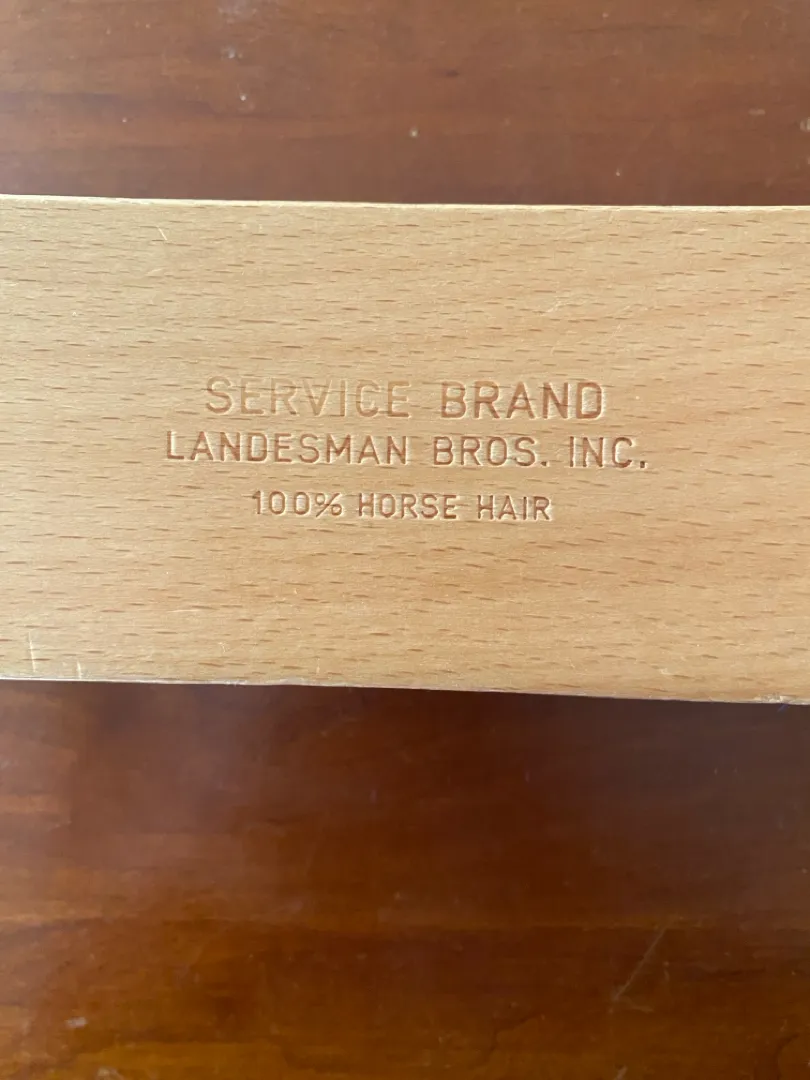 SERVICE BRAND
LANDESMAN BROS. INC.
100% HORSE HAIR